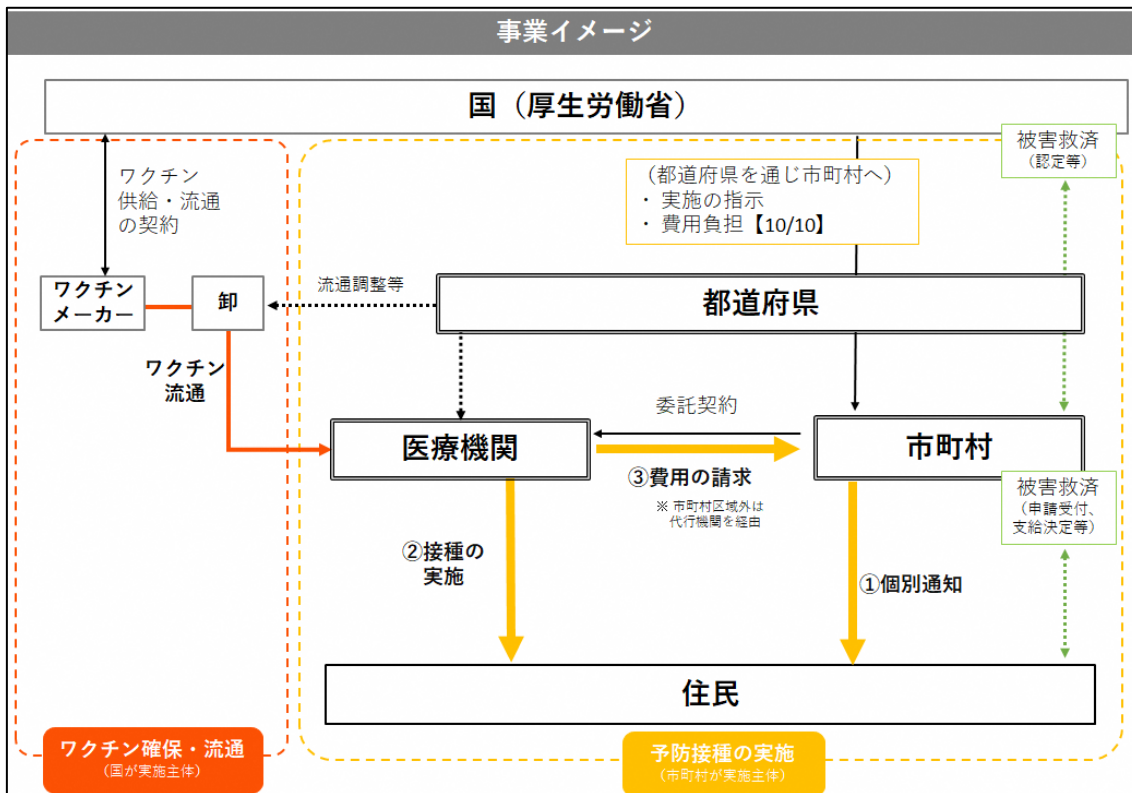 事業イメージ
国（厚生労働省）
ワクチン
供給・流通
の契約
（都道府県を通じ市町村へ）
・ 実施の指示
・ 費用負担【10/10】
被害救済
（認定等）
ワクチン
メーカー
卸
流通調整等
都道府県
ワクチン
流通
委託契約
医療機関
市町村
③費用の請求
※ 市町村区域外は
代行機関を経由
被害救済
（申請受付、
支給決定等）
②接種の
実施
①個別通知
住民
ワクチン確保・流通
（国が実施主体）
予防接種の実施
（市町村が実施主体）